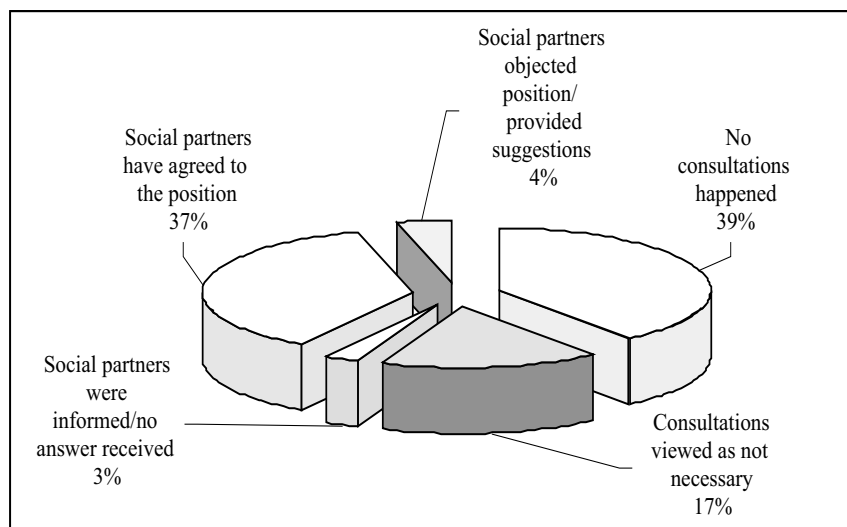 Social partners
objected
position/
provided
suggestions
4%
No
consultations
happened
39%
Social partners
have agreed to
the position
37%
Social partners
were
informed/no
answer received
3%
Consultations
viewed as not
necessary
17%